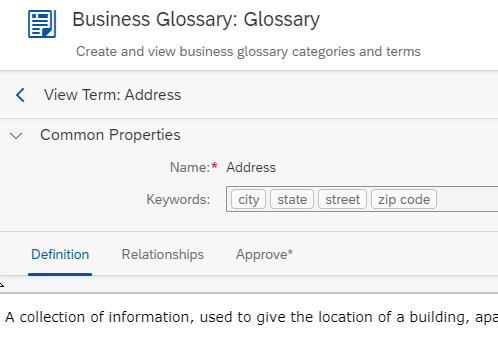 Business Glossary: Glossary
Create and view business glossary categories and terms
View Term: Address
Common Properties
Name:* Address
Keywords: city state street zip code
Definition Relationships Approve*
A collection of information, used to give the location of a building,